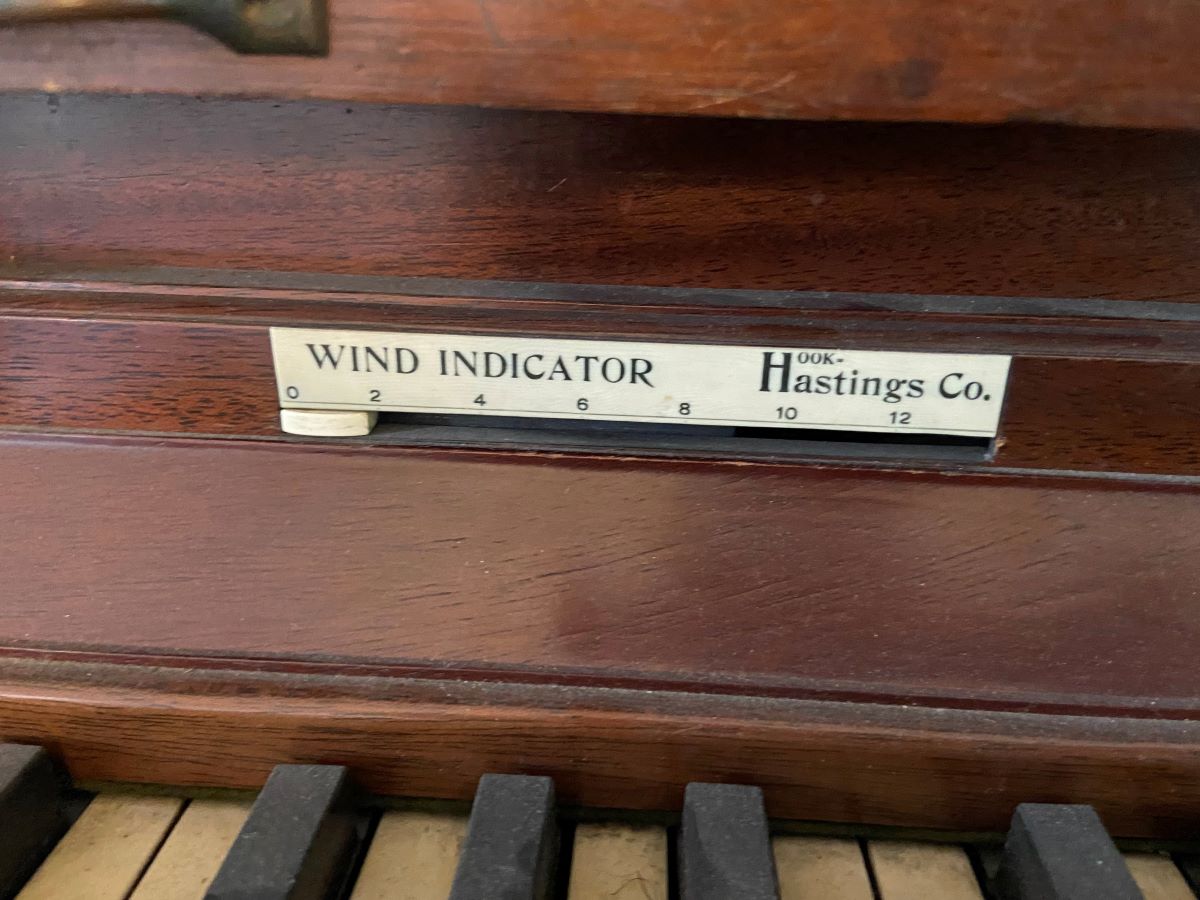 WIND INDICATOR Hook-Hastings Co.
0 2 4 6 8 10 12